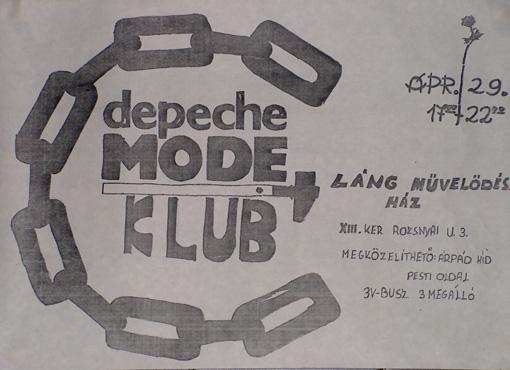 depeche
MODE
KLUB
ÁPR. 29.
17⁰⁰-22⁰⁰
LÁNG MŰVELŐDÉSI
HÁZ
XIII. KER ROZSNYAI U. 3.
MEGKÖZELÍTHETŐ: ÁRPÁD HÍD
PESTI OLDAL
3V-BUSZ 3 MEGÁLLÓ